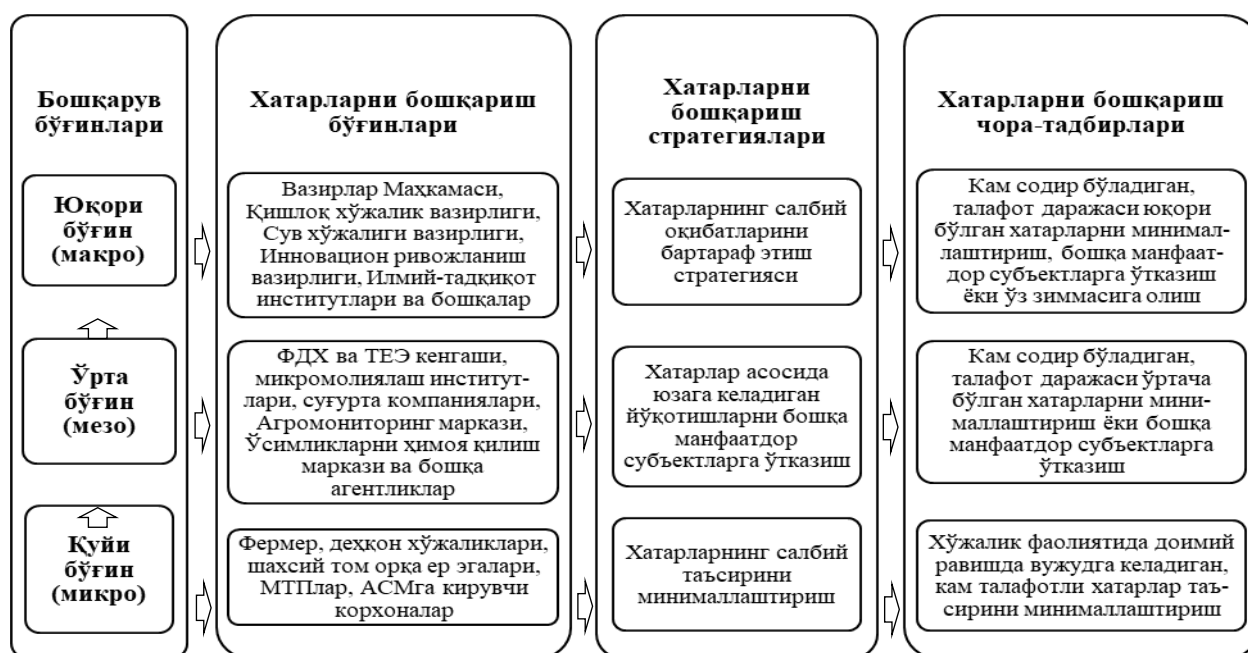 Бошқарув
бўғинлари
Хатарларни бошқариш
бўғинлари
Хатарларни
бошқариш
стратегиялари
Хатарларни бошқариш
чора-тадбирлари
Юқори
бўғин
(макро)
Вазирлар Маҳкамаси,
Қишлоқ хўжалик вазирлиги,
Сув хўжалиги вазирлиги,
Инновацион ривожланиш
вазирлиги, Илмий-тадқиқот
институтлари ва бошқалар
Хатарларнинг салбий
оқибатларини
бартараф этиш
стратегияси
Кам содир бўладиган,
талафот даражаси юқори
бўлган хатарларни минимал-
лаштириш, бошқа манфаат-
дор субъектларга ўтказиш
ёки ўз зиммасига олиш
Ўрта
бўғин
(мезо)
ФДХ ва ТЕЭ кенгаши,
микромолиялаш институт-
лари, суғурта компаниялари,
Агромониторинг маркази,
Ўсимликларни ҳимоя қилиш
маркази ва бошқа
агентликлар
Хатарлар асосида
юзага келадиган
йўқотишларни бошқа
манфаатдор
субъектларга ўтказиш
Кам содир бўладиган,
талафот даражаси ўртача
бўлган хатарларни мини-
маллаштириш ёки бошқа
манфаатдор субъектларга
ўтказиш
Қуйи
бўғин
(микро)
Фермер, деҳқон хўжаликлари,
шахсий том орқа ер эгалари,
МТПлар, АСМга кирувчи
корхоналар
Хатарларнинг салбий
таъсирини
минималлаштириш
Хўжалик фаолиятида доимий
равишда вужудга келадиган,
кам талафотли хатарлар таъ-
сирини минималлаштириш